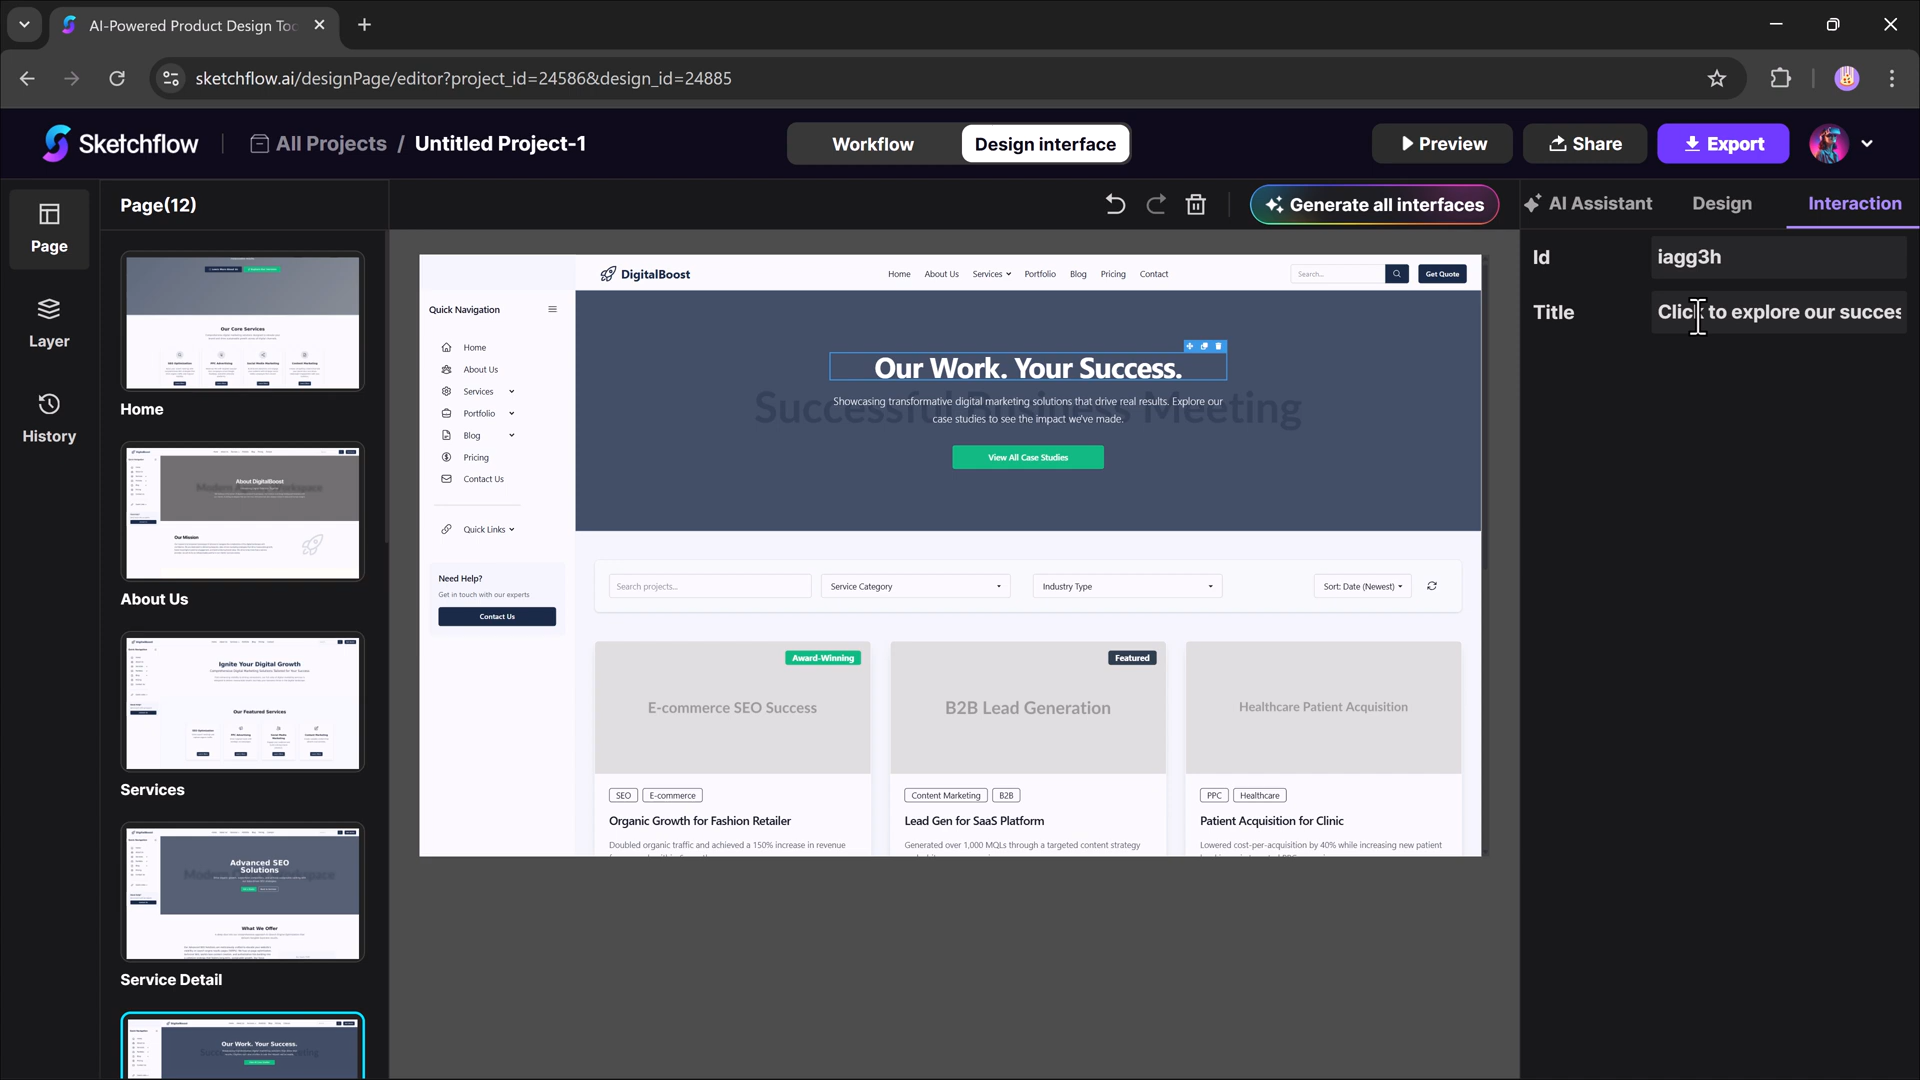 AI-Powered Product Design Too
sketchflow.ai/designPage/editor?project_id=24586&design_id=24885
Sketchflow
All Projects / Untitled Project-1
Workflow
Design interface
Preview
Share
Export
Page
Layer
History
Page(12)
Home
About DigitalBoost
Our Mission
About Us
Ignite Your Digital Growth
Our Featured Services
Services
Advanced SEO
Solutions
What We Offer
Service Detail
Our Work. Your Success.
Our Core Services
Generate all interfaces
AI Assistant
Design
Interaction
Id
iagg3h
Title
Click to explore our succes
DigitalBoost
Home
About Us
Services
Portfolio
Blog
Pricing
Contact
Search...
Get Quote
Quick Navigation
Home
About Us
Services
Portfolio
Blog
Pricing
Contact Us
Quick Links
Need Help?
Get in touch with our experts
Contact Us
Our Work. Your Success.
Successful Business Meeting
Showcasing transformative digital marketing solutions that drive real results. Explore our
case studies to see the impact we've made.
View All Case Studies
Search projects...
Service Category
Industry Type
Sort: Date (Newest)
Award-Winning
E-commerce SEO Success
SEO
E-commerce
Organic Growth for Fashion Retailer
Doubled organic traffic and achieved a 150% increase in revenue
Featured
B2B Lead Generation
Content Marketing
B2B
Lead Gen for SaaS Platform
Generated over 1,000 MQLs through a targeted content strategy
Healthcare Patient Acquisition
PPC
Healthcare
Patient Acquisition for Clinic
Lowered cost-per-acquisition by 40% while increasing new patient